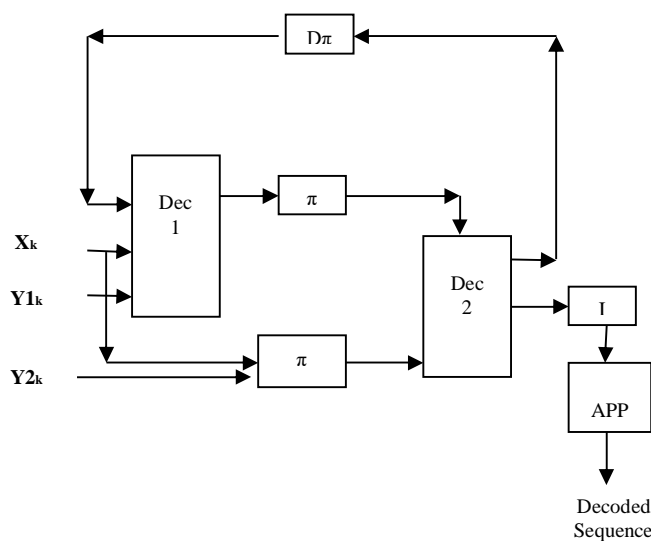 Dπ
Dec
1
π
Xk
Y1k
Dec
2
I
π
Y2k
APP
Decoded
Sequence